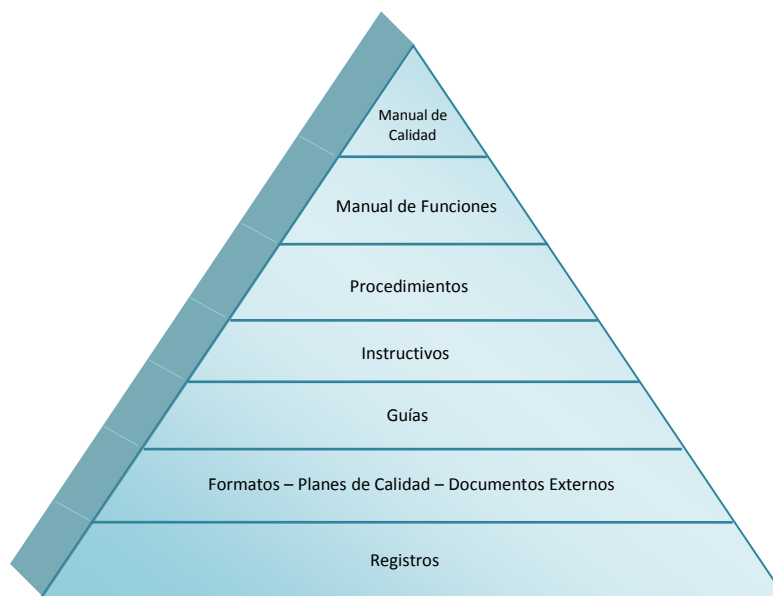 Manual de
Calidad
Manual de Funciones
Procedimientos
Instructivos
Guías
Formatos – Planes de Calidad – Documentos Externos
Registros